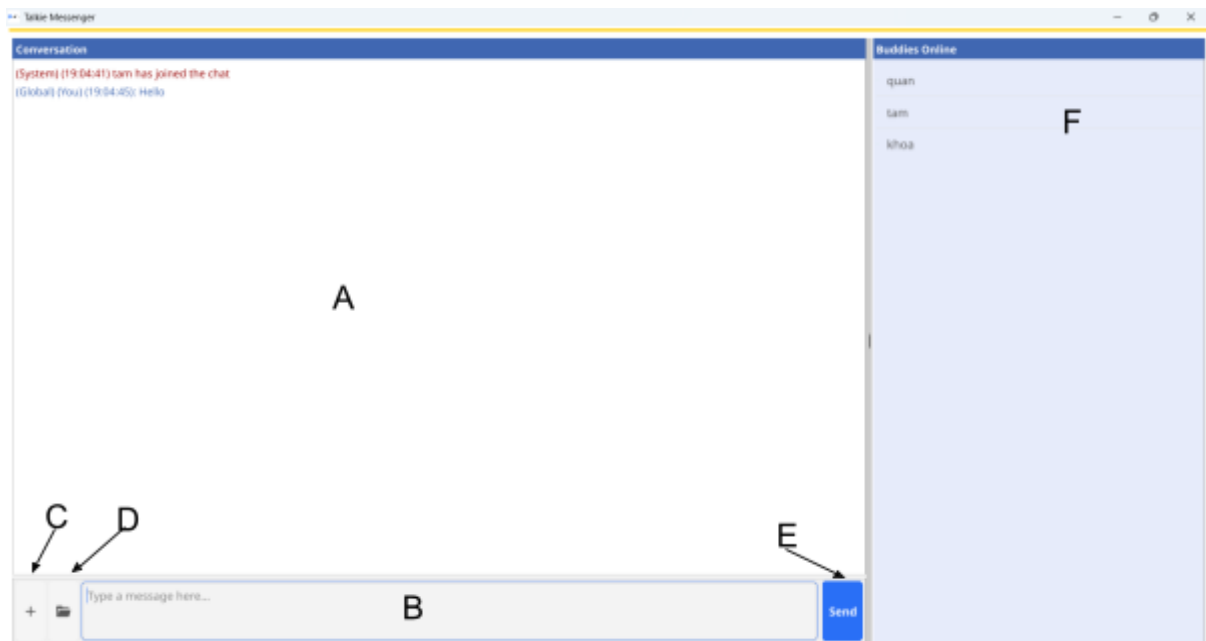 Talkie Messenger
Conversation
Buddies Online
(System) (19:04:41) tam has joined the chat
(Global) (You) (19:04:45): Hello
quan
tam
khoa
F
A
C
D
E
Type a message here...
B
+
Send